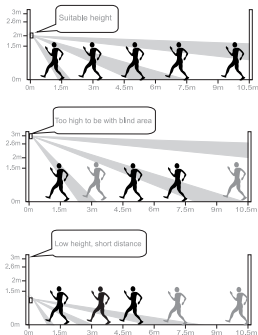 Suitable height
3m
2.6m
2m
1.5m
0m
0m 1.5m 3m 4.5m 6m 7.5m 9m 10.5m
Too high to be with blind area
3m
2.6m
2m
1.5m
0m
0m 1.5m 3m 4.5m 6m 7.5m 9m 10.5m
Low height, short distance
3m
2.6m
2m
1.5m
0m
0m 1.5m 3m 4.5m 6m 7.5m 9m 10.5m